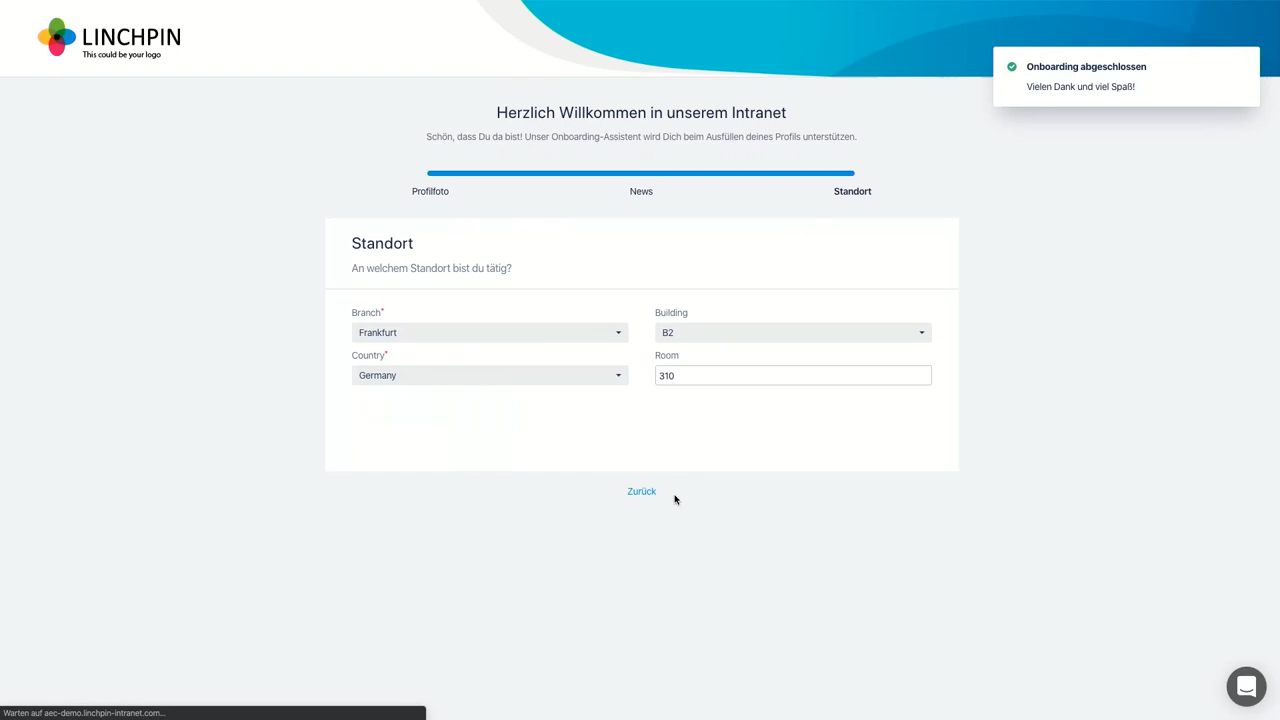 LINCHPIN
This could be your logo
Onboarding abgeschlossen
Vielen Dank und viel Spaß!
Herzlich Willkommen in unserem Intranet
Schön, dass Du da bist! Unser Onboarding-Assistent wird Dich beim Ausfüllen deines Profils unterstützen.
Profilfoto
News
Standort
Standort
An welchem Standort bist du tätig?
Branch*
Building
Frankfurt
B2
Country*
Room
Germany
310
Zurück
Warten auf aec-demo.linchpin-intranet.com...